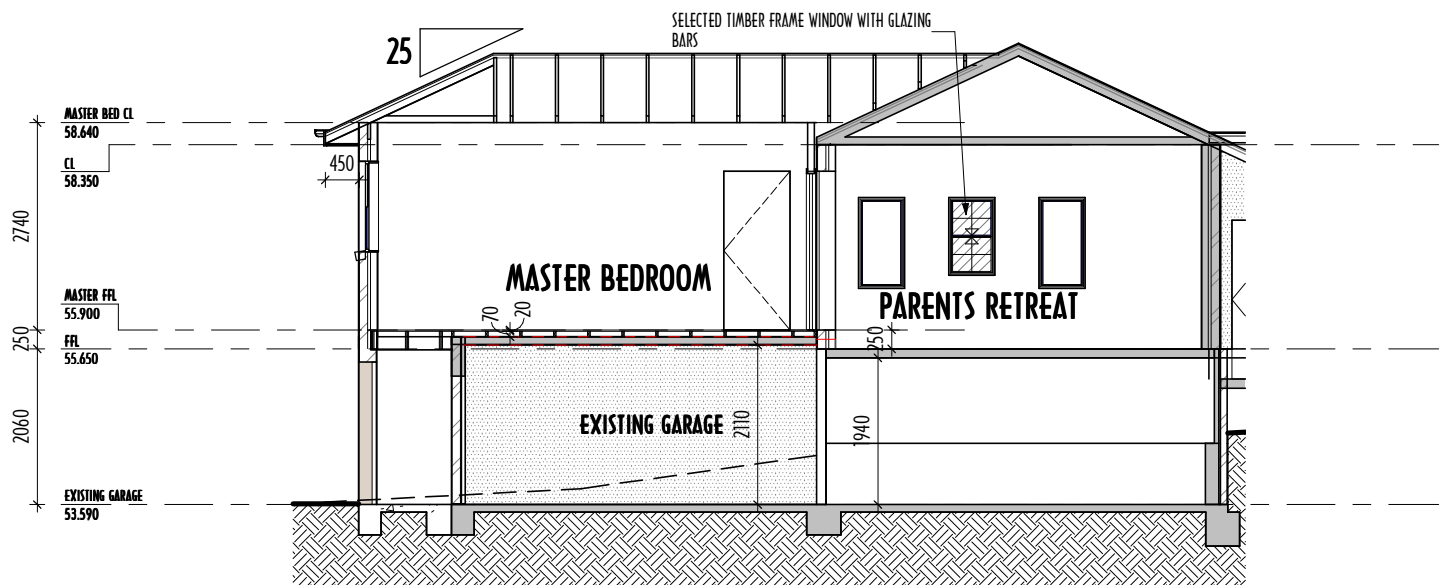 SELECTED TIMBER FRAME WINDOW WITH GLAZING
BARS
25
MASTER BED CL
58.640
CL
58.350
450
2740
MASTER BEDROOM
PARENTS RETREAT
MASTER FFL
55.900
70
20
250
250
FFL
55.650
EXISTING GARAGE
2110
1940
2060
EXISTING GARAGE
53.590